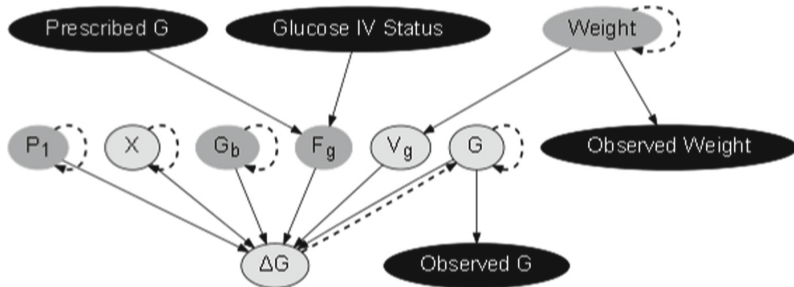 Prescribed G
Glucose IV Status
Weight
P1
X
Gb
Fg
Vg
G
Observed Weight
ΔG
Observed G